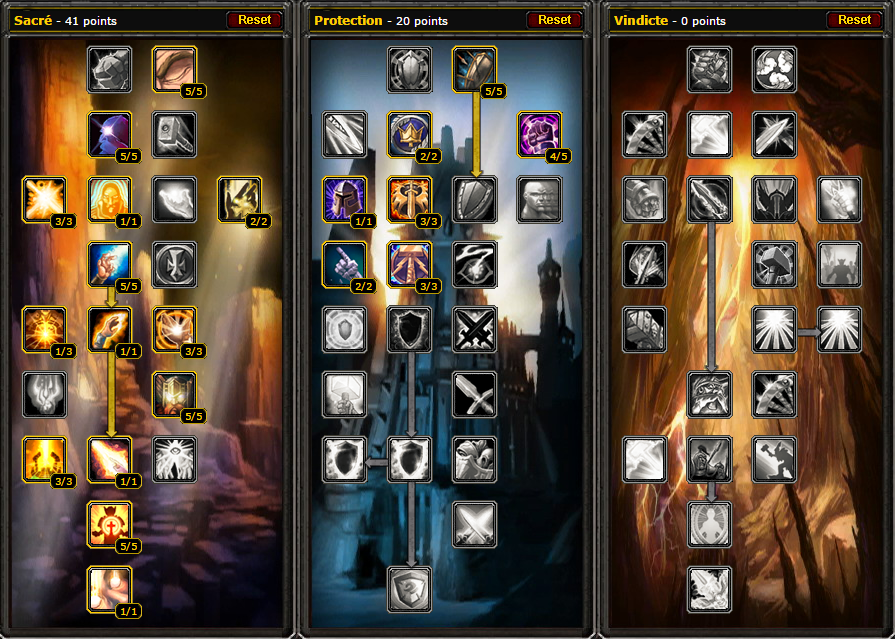 Sacré - 41 points Reset
Protection - 20 points Reset
Vindicte - 0 points Reset
5/5 5/5
5/5 2/2 4/5
3/3 1/1 2/2 1/1 3/3
5/5 2/2 3/3
1/3 1/1 3/3
5/5
3/3 1/1
5/5
1/1